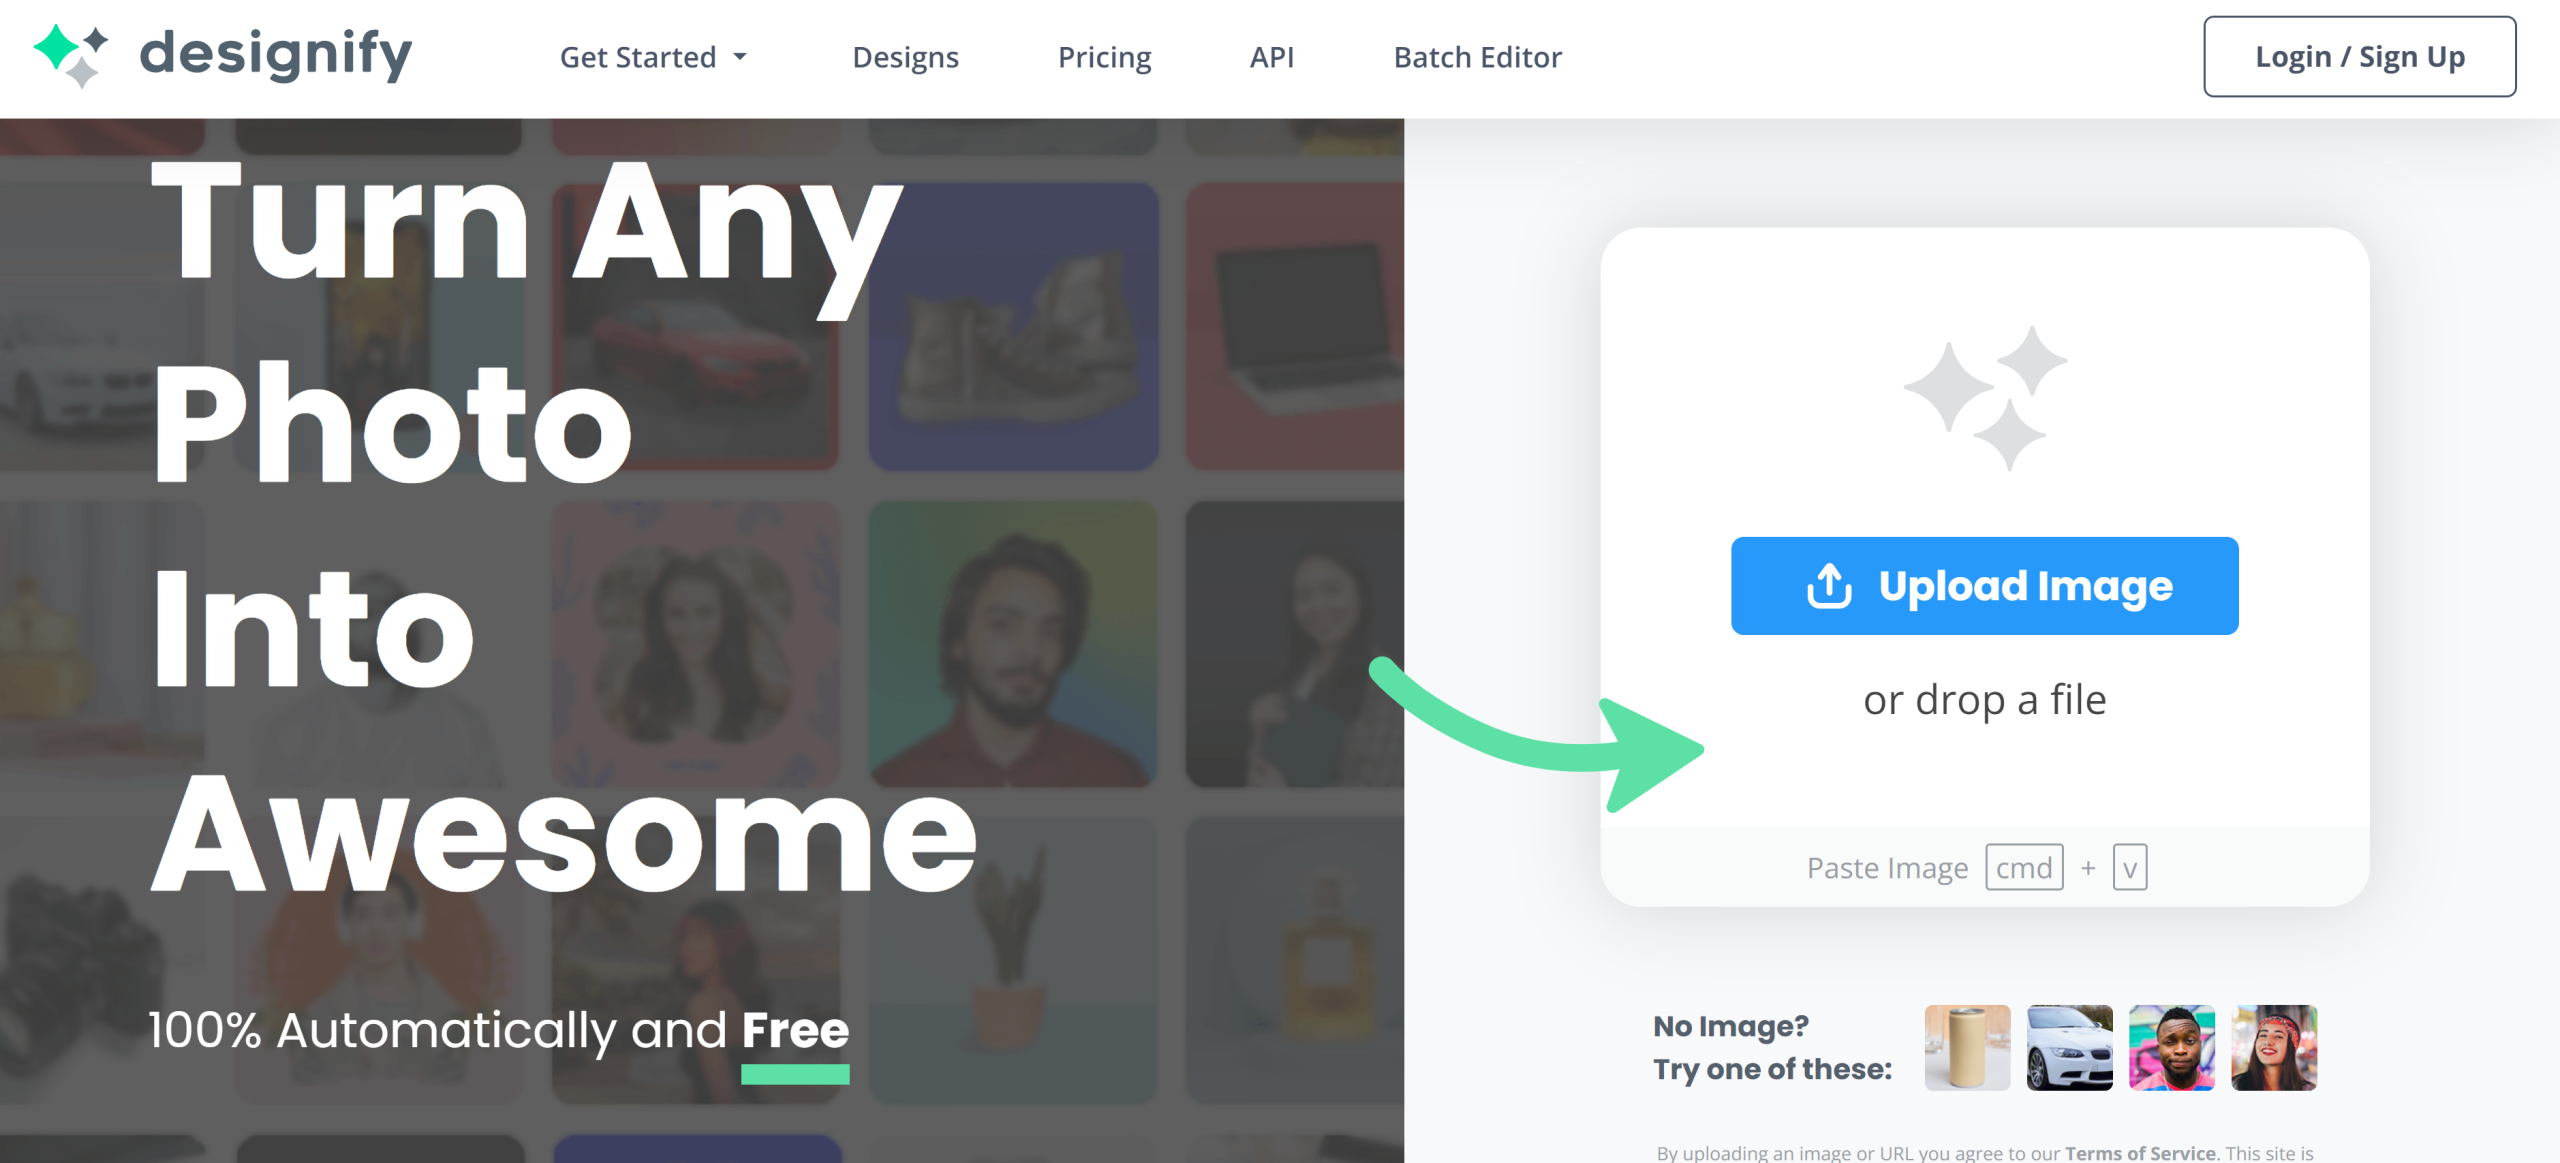 designify
Get Started
Designs
Pricing
API
Batch Editor
Login / Sign Up
Turn Any
Photo
Into
Awesome
100% Automatically and Free
Upload Image
or drop a file
Paste Image cmd + v
No Image?
Try one of these:
By uploading an image or URL you agree to our Terms of Service. This site is